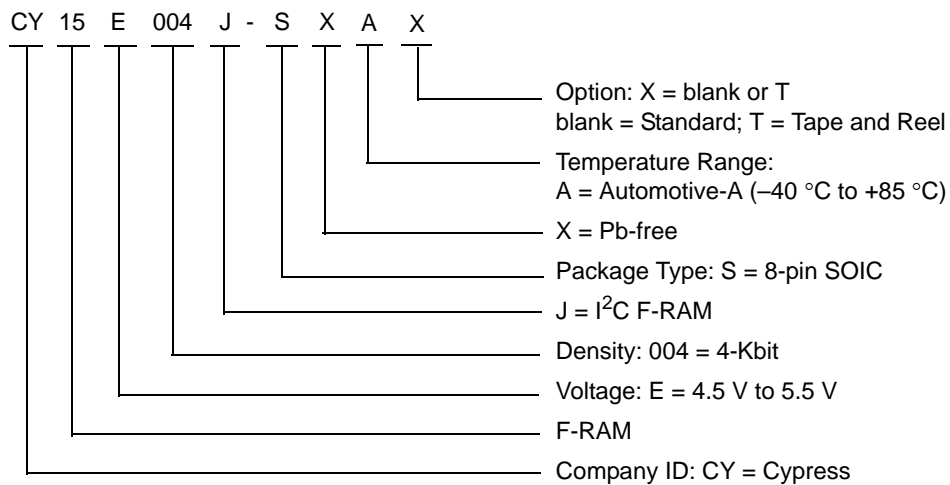 CY 15 E 004 J - S X A X
Option: X = blank or T
blank = Standard; T = Tape and Reel
Temperature Range:
A = Automotive-A (–40 °C to +85 °C)
X = Pb-free
Package Type: S = 8-pin SOIC
J = I²C F-RAM
Density: 004 = 4-Kbit
Voltage: E = 4.5 V to 5.5 V
F-RAM
Company ID: CY = Cypress